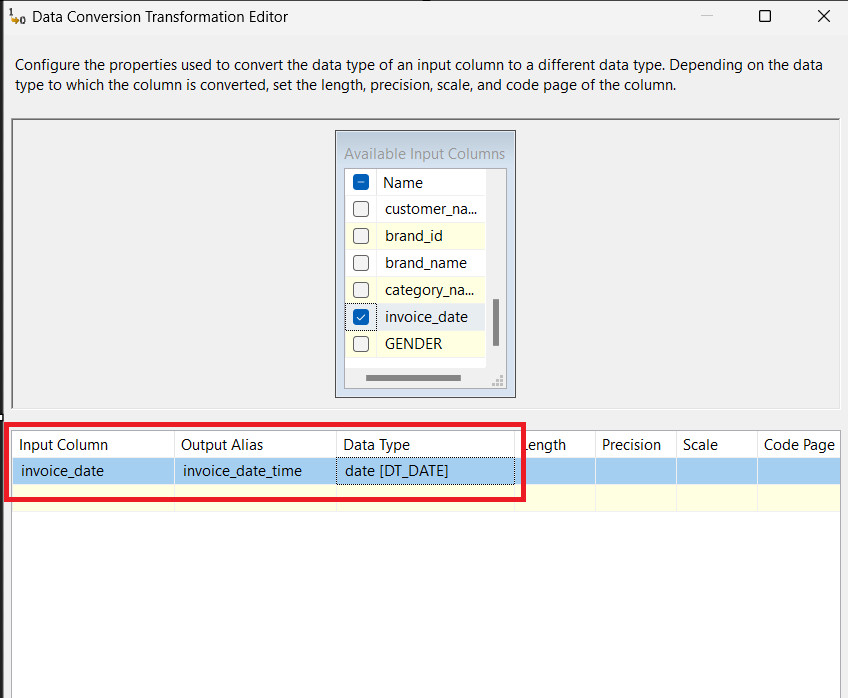 Data Conversion Transformation Editor
Configure the properties used to convert the data type of an input column to a different data type. Depending on the data
type to which the column is converted, set the length, precision, scale, and code page of the column.
Available Input Columns
Name
customer_na...
brand_id
brand_name
category_na...
invoice_date
GENDER
Input Column Output Alias Data Type Length Precision Scale Code Page
invoice_date invoice_date_time date [DT_DATE]